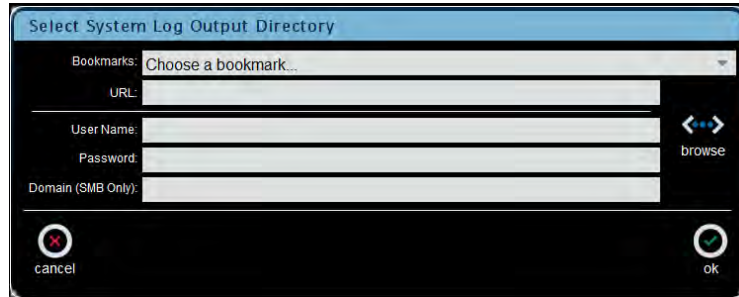 Select System Log Output Directory
Bookmarks: Choose a bookmark...
URL:
User Name:
Password:
browse
Domain (SMB Only):
cancel
ok